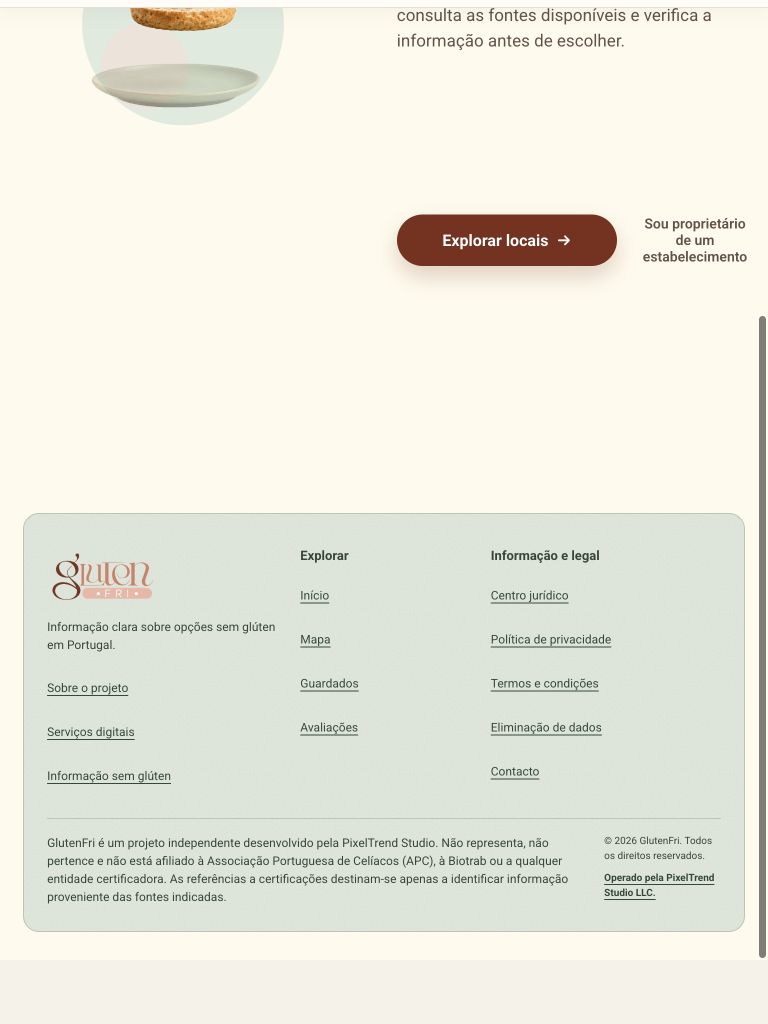 consulta as fontes disponíveis e verifica a
informação antes de escolher.
Explorar locais →
Sou proprietário
de um
estabelecimento
gluten
•FRI•
Informação clara sobre opções sem glúten
em Portugal.
Sobre o projeto
Serviços digitais
Informação sem glúten
Explorar
Início
Mapa
Guardados
Avaliações
Informação e legal
Centro jurídico
Política de privacidade
Termos e condições
Eliminação de dados
Contacto
GlutenFri é um projeto independente desenvolvido pela PixelTrend Studio. Não representa, não
pertence e não está afiliado à Associação Portuguesa de Celíacos (APC), à Biotrab ou a qualquer
entidade certificadora. As referências a certificações destinam-se apenas a identificar informação
proveniente das fontes indicadas.
© 2026 GlutenFri. Todos
os direitos reservados.
Operado pela PixelTrend
Studio LLC.